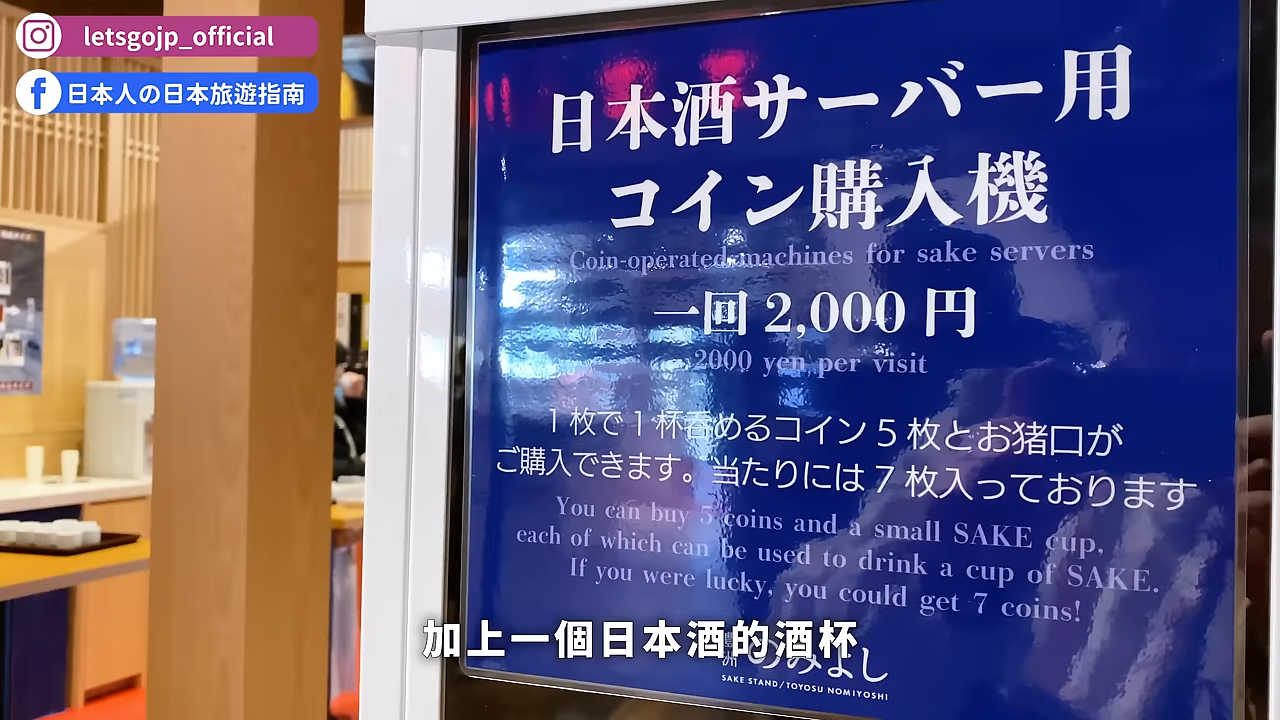 letsgojp_official
日本人の日本旅遊指南
日本酒サーバー用
コイン購入機
Coin-operated machines for sake servers
一回 2,000 円
2000 yen per visit
1 枚で 1 杯呑めるコイン 5 枚とお猪口が
ご購入できます。当たりには 7 枚入っております
You can buy 5 coins and a small SAKE cup,
each of which can be used to drink a cup of SAKE.
If you were lucky, you could get 7 coins!
加上一個日本酒的酒杯
のみよし
SAKE STAND/TOYOSU NOMIYOSHI